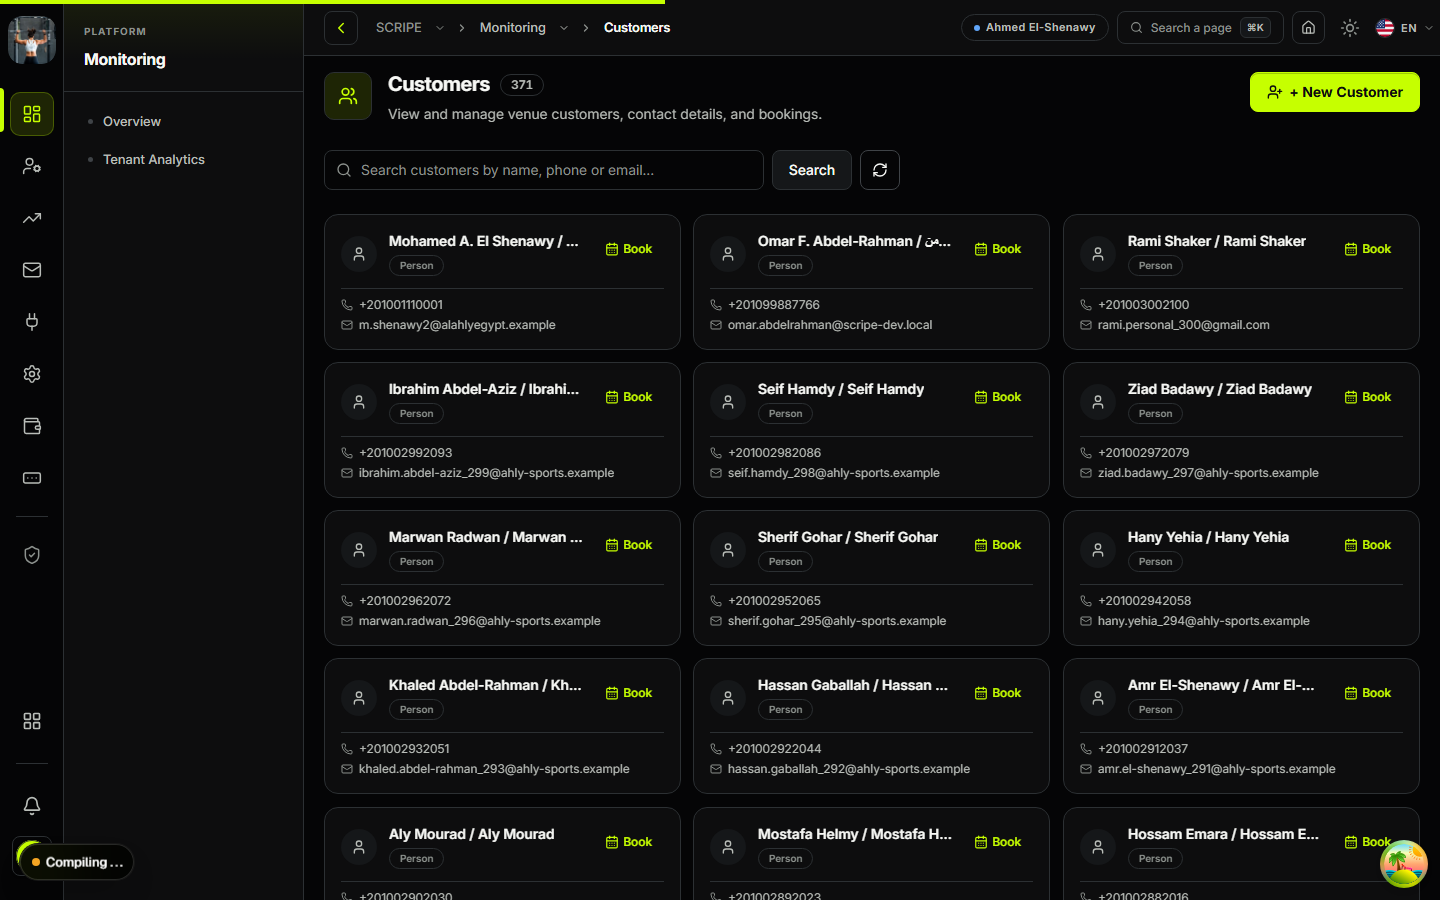 PLATFORM
Monitoring
Overview
Tenant Analytics
Compiling ...
SCRIPE
Monitoring
Customers
Ahmed El-Shenawy
Search a page
⌘K
EN
Customers
371
View and manage venue customers, contact details, and bookings.
+ New Customer
Search customers by name, phone or email...
Search
Mohamed A. El Shenawy / ...
Book
Person
+201001110001
m.shenawy2@alahlyegypt.example
Omar F. Abdel-Rahman / من...
Book
Person
+201099887766
omar.abdelrahman@scripe-dev.local
Rami Shaker / Rami Shaker
Book
Person
+201003002100
rami.personal_300@gmail.com
Ibrahim Abdel-Aziz / Ibrahi...
Book
Person
+201002992093
ibrahim.abdel-aziz_299@ahly-sports.example
Seif Hamdy / Seif Hamdy
Book
Person
+201002982086
seif.hamdy_298@ahly-sports.example
Ziad Badawy / Ziad Badawy
Book
Person
+201002972079
ziad.badawy_297@ahly-sports.example
Marwan Radwan / Marwan ...
Book
Person
+201002962072
marwan.radwan_296@ahly-sports.example
Sherif Gohar / Sherif Gohar
Book
Person
+201002952065
sherif.gohar_295@ahly-sports.example
Hany Yehia / Hany Yehia
Book
Person
+201002942058
hany.yehia_294@ahly-sports.example
Khaled Abdel-Rahman / Kh...
Book
Person
+201002932051
khaled.abdel-rahman_293@ahly-sports.example
Hassan Gaballah / Hassan ...
Book
Person
+201002922044
hassan.gaballah_292@ahly-sports.example
Amr El-Shenawy / Amr El-...
Book
Person
+201002912037
amr.el-shenawy_291@ahly-sports.example
Aly Mourad / Aly Mourad
Book
Person
+201002902030
Mostafa Helmy / Mostafa H...
Book
Person
+201002892023
Hossam Emara / Hossam E...
Book
Person
+201002882016